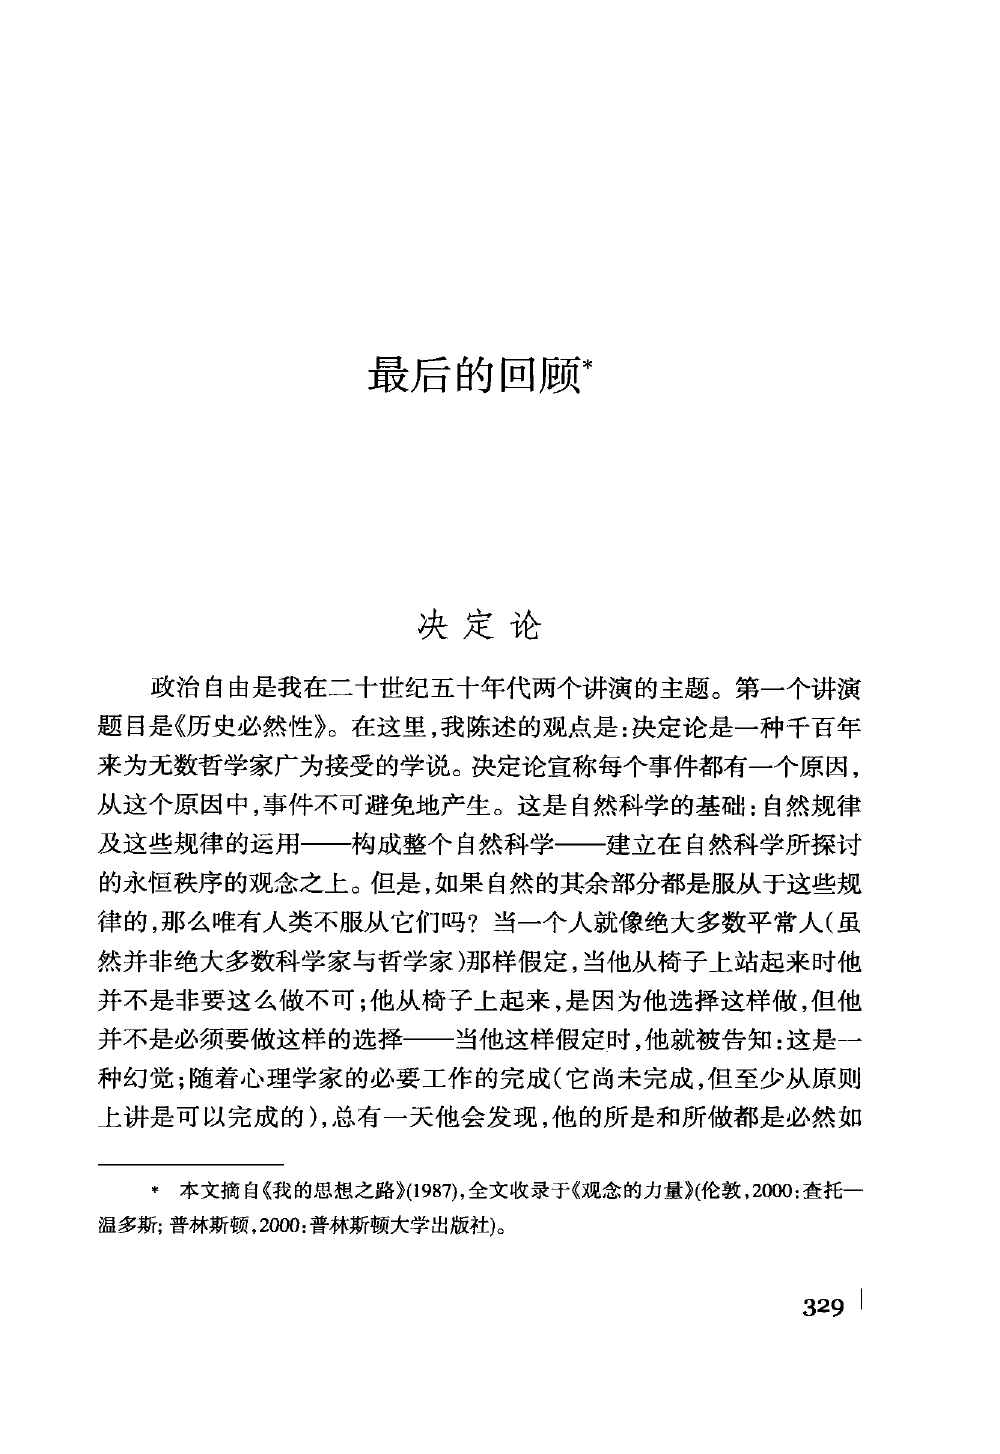 最后的回顾*
决定论
政治自由是我在二十世纪五十年代两个讲演的主题。第一个讲演
题目是《历史必然性》。在这里,我陈述的观点是:决定论是一种千百年
来为无数哲学家广为接受的学说。决定论宣称每个事件都有一个原因,
从这个原因中,事件不可避免地产生。这是自然科学的基础:自然规律
及这些规律的运用——构成整个自然科学——建立在自然科学所探讨
的永恒秩序的观念之上。但是,如果自然的其余部分都是服从于这些规
律的,那么唯有人类不服从它们吗?当一个人就像绝大多数平常人(虽
然并非绝大多数科学家与哲学家)那样假定,当他从椅子上站起来时他
并不是非要这么做不可;他从椅子上起来,是因为他选择这样做,但他
并不是必须要做这样的选择——当他这样假定时,他就被告知:这是一
种幻觉;随着心理学家的必要工作的完成(它尚未完成,但至少从原则
上讲是可以完成的),总有一天他会发现,他的所是和所做都是必然如
* 本文摘自《我的思想之路》(1987),全文收录于《观念的力量》(伦敦,2000:查托—
温多斯;普林斯顿,2000:普林斯顿大学出版社)。
329